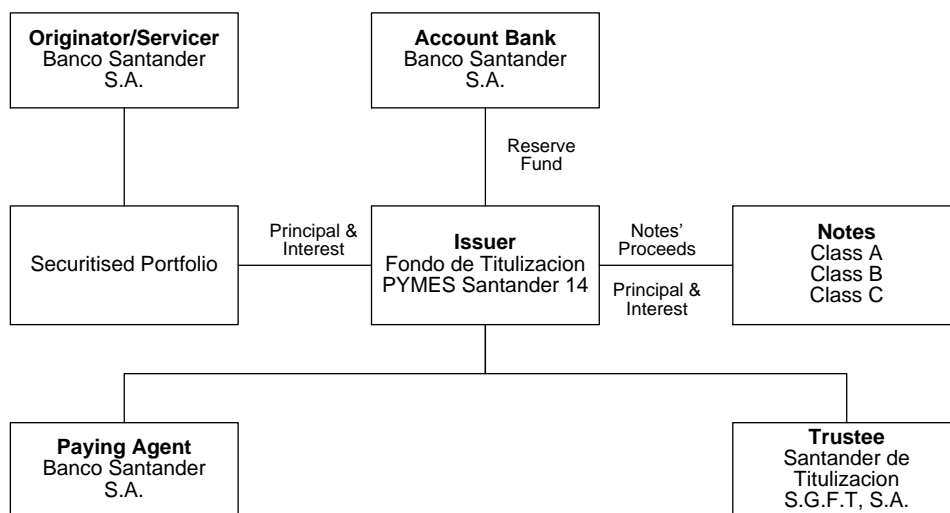 Originator/Servicer
Banco Santander
S.A.
Account Bank
Banco Santander
S.A.
Reserve
Fund
Securitised Portfolio
Principal &
Interest
Issuer
Fondo de Titulizacion
PYMES Santander 14
Notes'
Proceeds
Principal &
Interest
Notes
Class A
Class B
Class C
Paying Agent
Banco Santander
S.A.
Trustee
Santander de
Titulizacion
S.G.F.T, S.A.